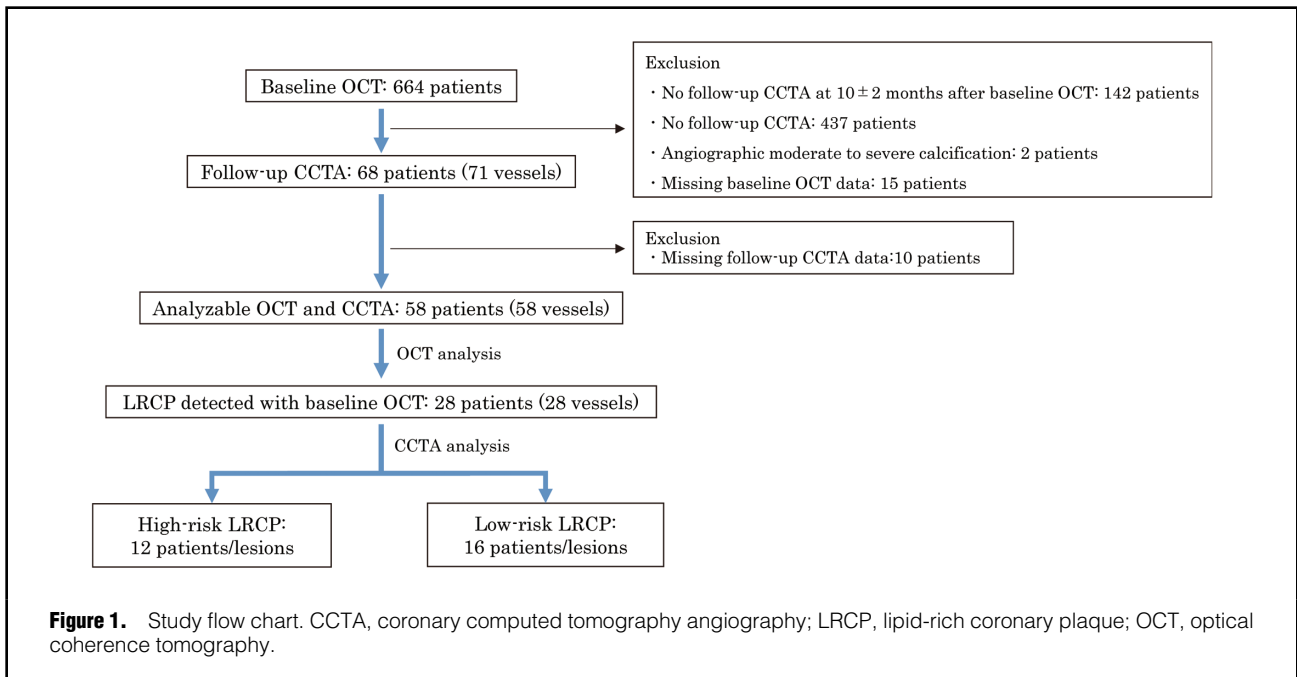 Baseline OCT: 664 patients
Exclusion
・No follow-up CCTA at 10±2 months after baseline OCT: 142 patients
・No follow-up CCTA: 437 patients
・Angiographic moderate to severe calcification: 2 patients
・Missing baseline OCT data: 15 patients
Follow-up CCTA: 68 patients (71 vessels)
Exclusion
・Missing follow-up CCTA data:10 patients
Analyzable OCT and CCTA: 58 patients (58 vessels)
OCT analysis
LRCP detected with baseline OCT: 28 patients (28 vessels)
CCTA analysis
High-risk LRCP:
12 patients/lesions
Low-risk LRCP:
16 patients/lesions
Figure 1. Study flow chart. CCTA, coronary computed tomography angiography; LRCP, lipid-rich coronary plaque; OCT, optical
coherence tomography.